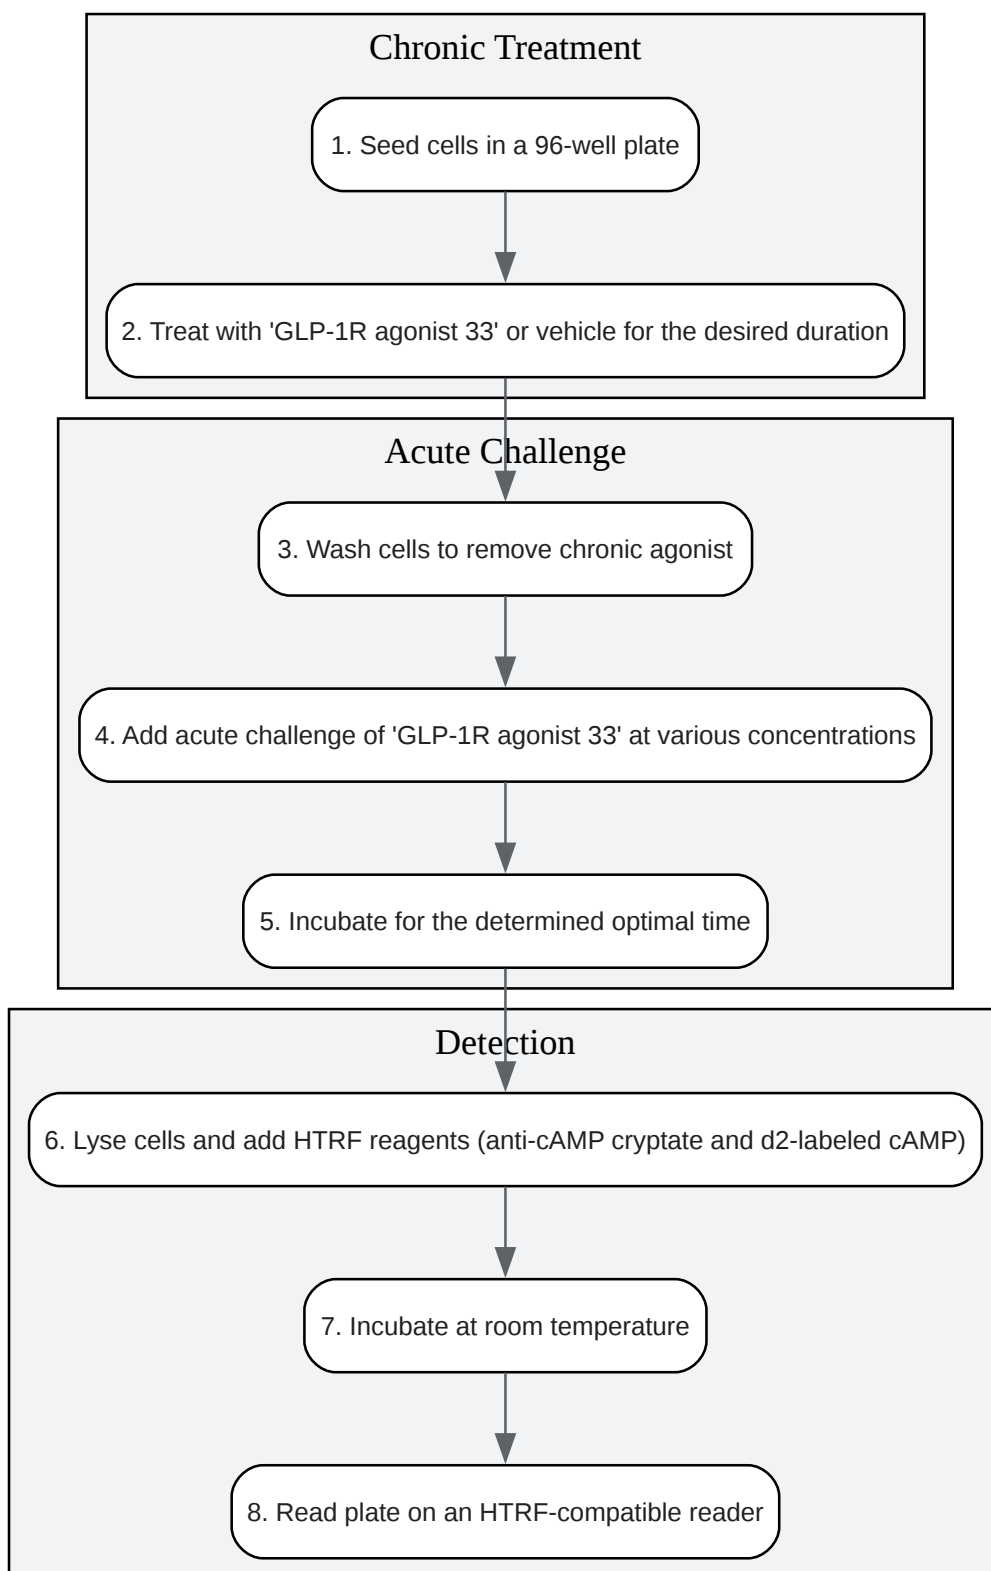 Chronic Treatment
1. Seed cells in a 96-well plate
2. Treat with 'GLP-1R agonist 33' or vehicle for the desired duration
Acute Challenge
3. Wash cells to remove chronic agonist
4. Add acute challenge of 'GLP-1R agonist 33' at various concentrations
5. Incubate for the determined optimal time
Detection
6. Lyse cells and add HTRF reagents (anti-cAMP cryptate and d2-labeled cAMP)
7. Incubate at room temperature
8. Read plate on an HTRF-compatible reader